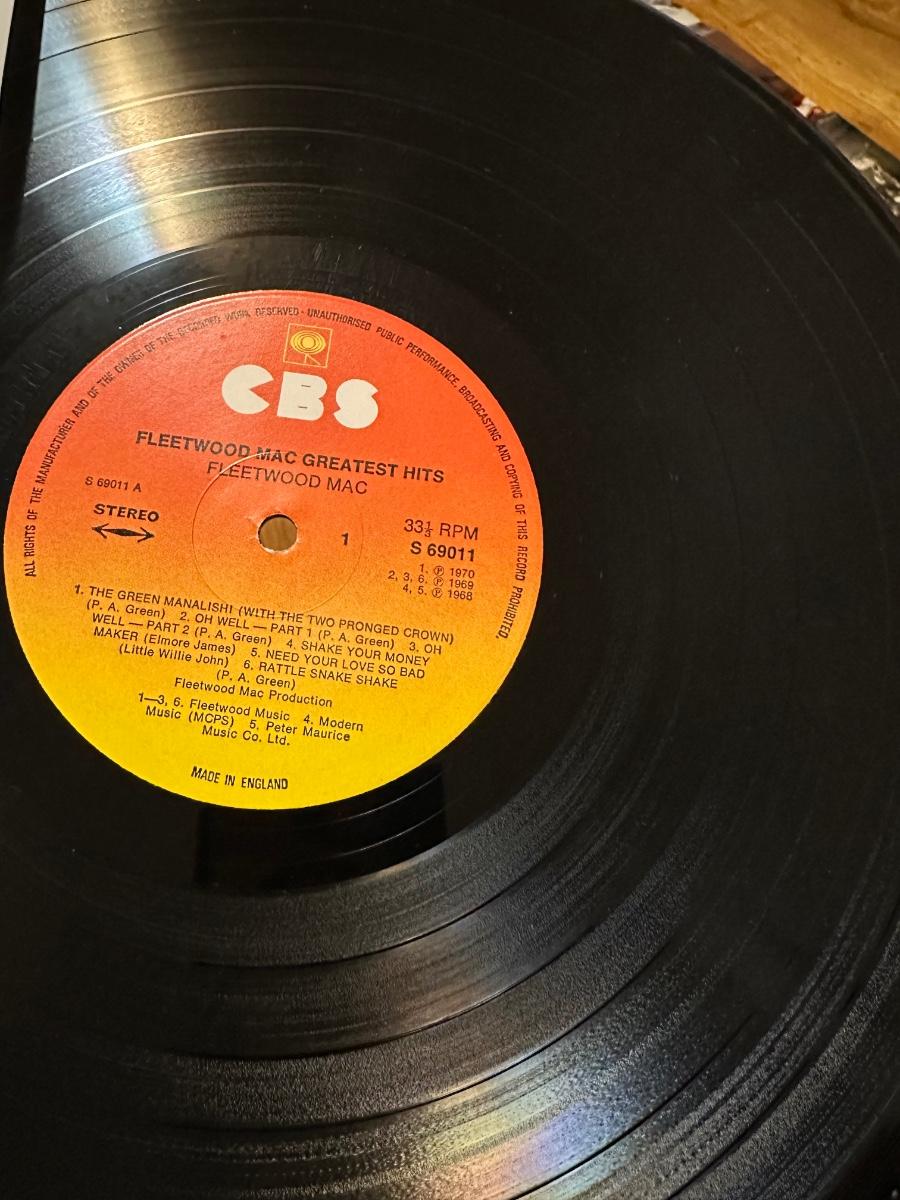 ALL RIGHTS OF THE MANUFACTURER AND OF THE OWNER OF THE RECORDED WORK RESERVED · UNAUTHORISED PUBLIC PERFORMANCE, BROADCASTING AND COPYING OF THIS RECORD PROHIBITED.
CBS
FLEETWOOD MAC GREATEST HITS
FLEETWOOD MAC
S 69011 A
STEREO
1
33⅓ RPM
S 69011
1. ℗ 1970
2, 3, 6. ℗ 1969
4, 5. ℗ 1968
1. THE GREEN MANALISHI (WITH THE TWO PRONGED CROWN)
(P. A. Green) 2. OH WELL — PART 1 (P. A. Green) 3. OH
WELL — PART 2 (P. A. Green) 4. SHAKE YOUR MONEY
MAKER (Elmore James) 5. NEED YOUR LOVE SO BAD
(Little Willie John) 6. RATTLE SNAKE SHAKE
(P. A. Green)
Fleetwood Mac Production
1—3, 6. Fleetwood Music 4. Modern
Music (MCPS) 5. Peter Maurice
Music Co. Ltd.
MADE IN ENGLAND